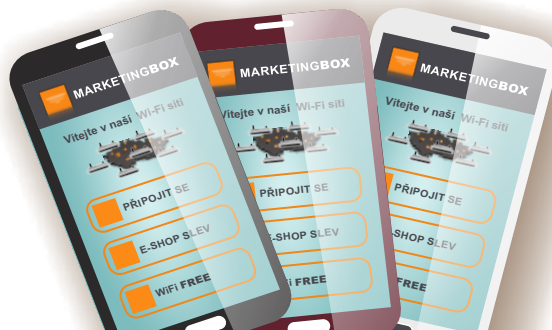 MARKETINGBOX
Vítejte v naší Wi-Fi síti
PŘIPOJIT SE
E-SHOP SLEV
WiFi FREE
MARKETINGBOX
Vítejte v naší Wi-Fi síti
PŘIPOJIT SE
E-SHOP SLEV
WiFi FREE
MARKETINGBOX
Vítejte v naší Wi-Fi síti
PŘIPOJIT SE
-SHOP SLEV
FREE